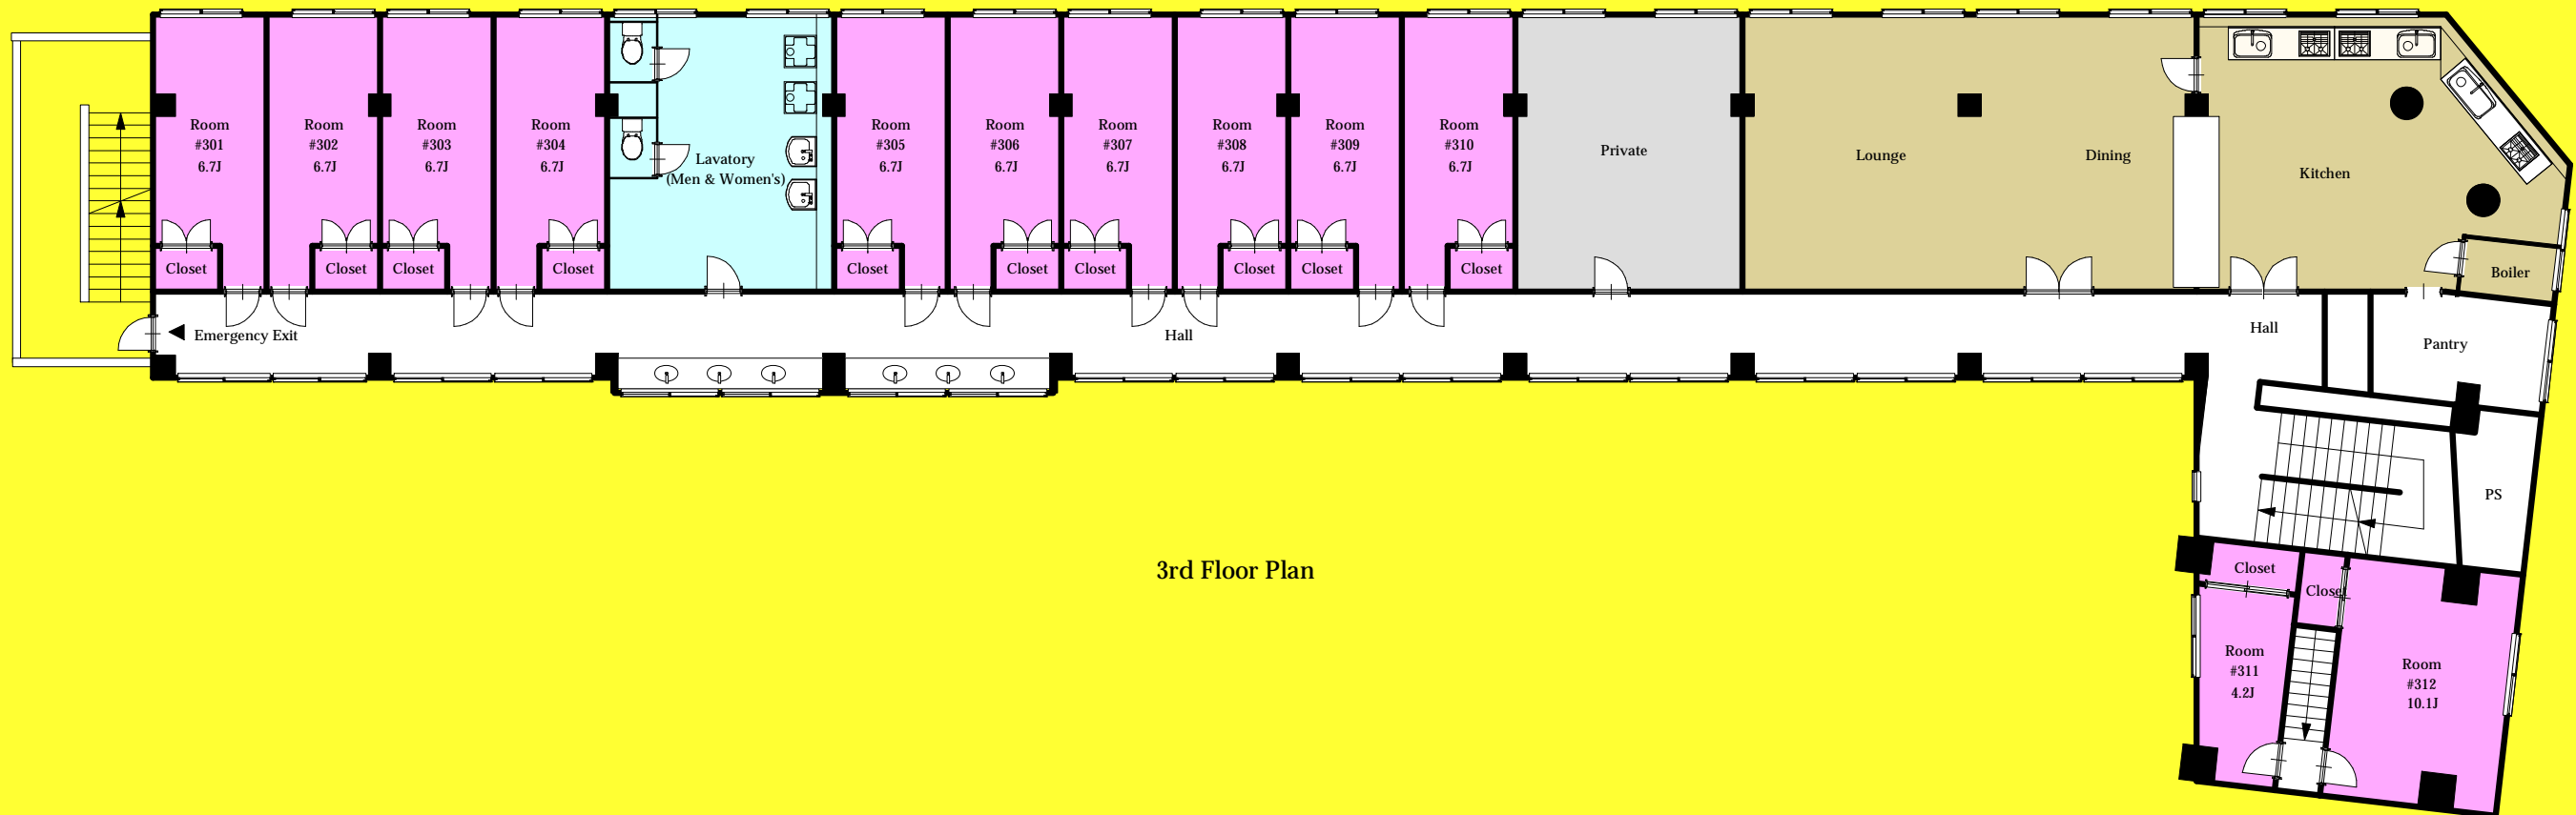 Room
#301
6.7J
Room
#302
6.7J
Room
#303
6.7J
Room
#304
6.7J
Lavatory
(Men & Women's)
Room
#305
6.7J
Room
#306
6.7J
Room
#307
6.7J
Room
#308
6.7J
Room
#309
6.7J
Room
#310
6.7J
Private
Lounge
Dining
Kitchen
Closet
Closet
Closet
Closet
Closet
Closet
Closet
Closet
Closet
Closet
Boiler
Emergency Exit
Hall
Hall
Pantry
PS
3rd Floor Plan
Closet
Closet
Room
#311
4.2J
Room
#312
10.1J